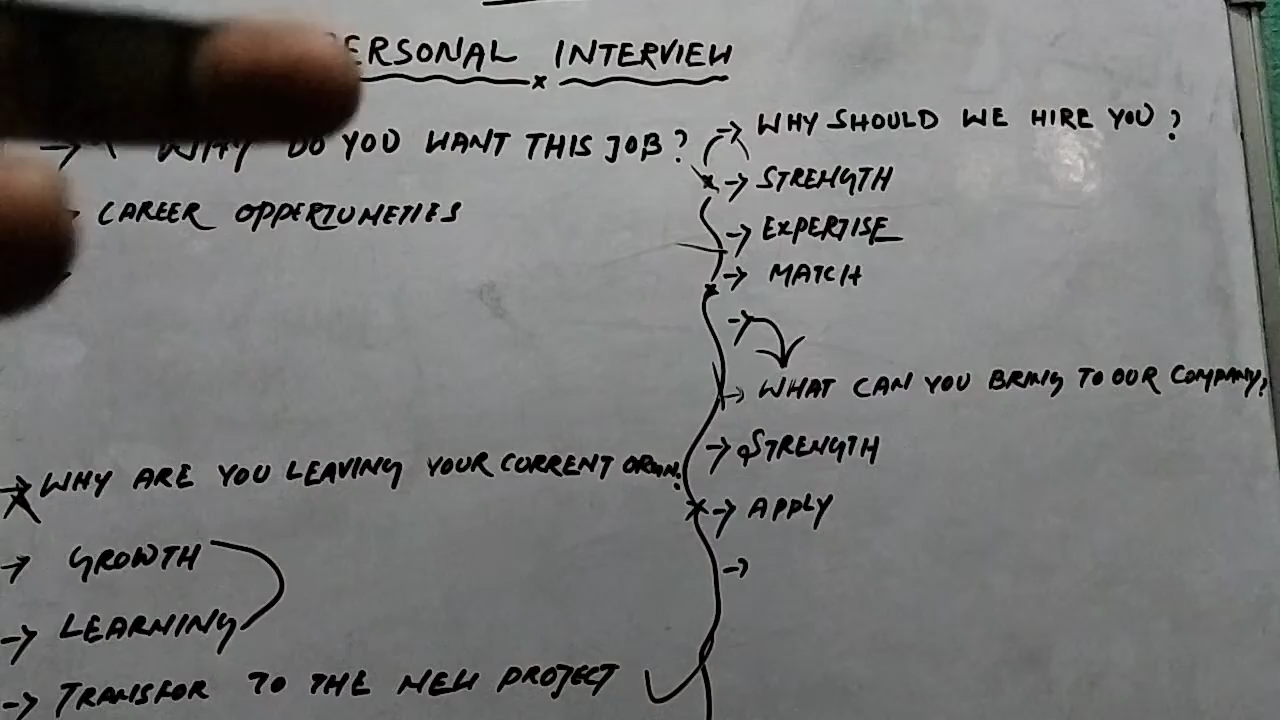 PERSONAL INTERVIEW
WHY DO YOU WANT THIS JOB?
CAREER OPPERTUNETIES
WHY ARE YOU LEAVING YOUR CURRENT ORGN.?
GROWTH
LEARNING
TRANSFOR TO THE NEW PROJECT
WHY SHOULD WE HIRE YOU?
STRENGTH
EXPERTISE
MATCH
WHAT CAN YOU BRING TO OUR COMPANY?
STRENGTH
APPLY